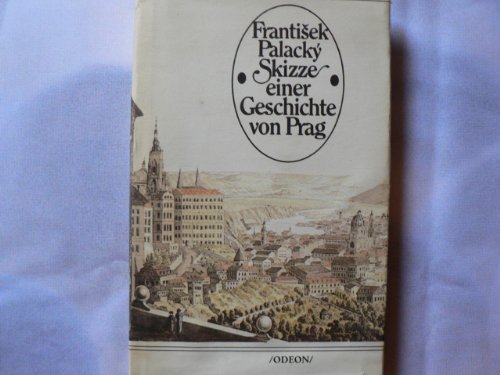 František
Palacký
Skizze
einer
Geschichte
von Prag
/ODEON/